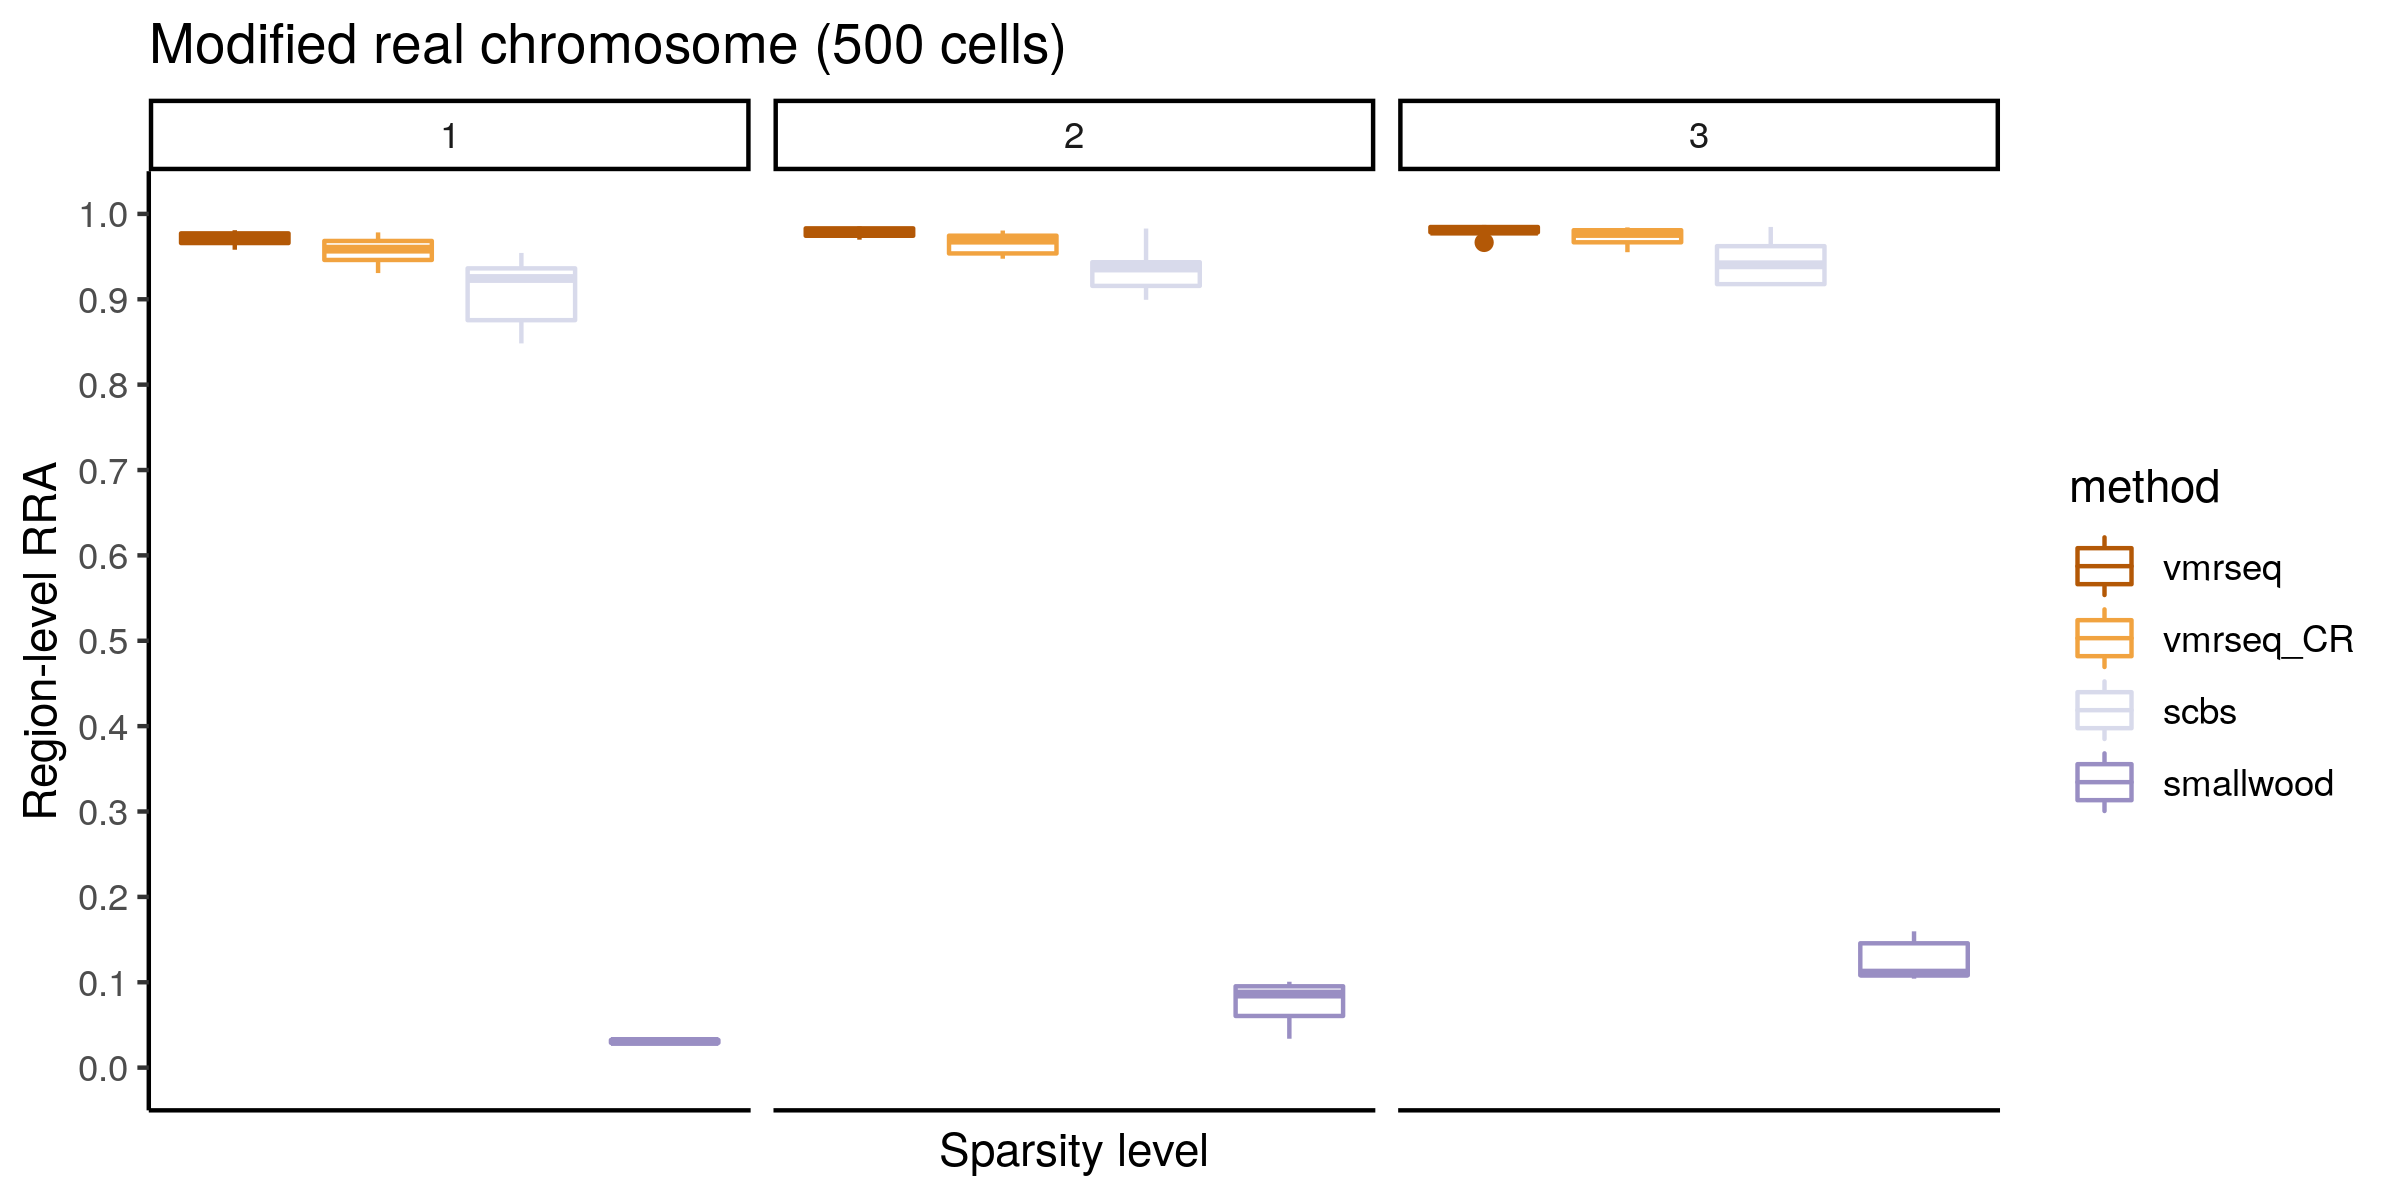 Modified real chromosome (500 cells)
1
2
3
Region-level RRA
1.0
0.9
0.8
0.7
0.6
0.5
0.4
0.3
0.2
0.1
0.0
Sparsity level
method
vmrseq
vmrseq_CR
scbs
smallwood